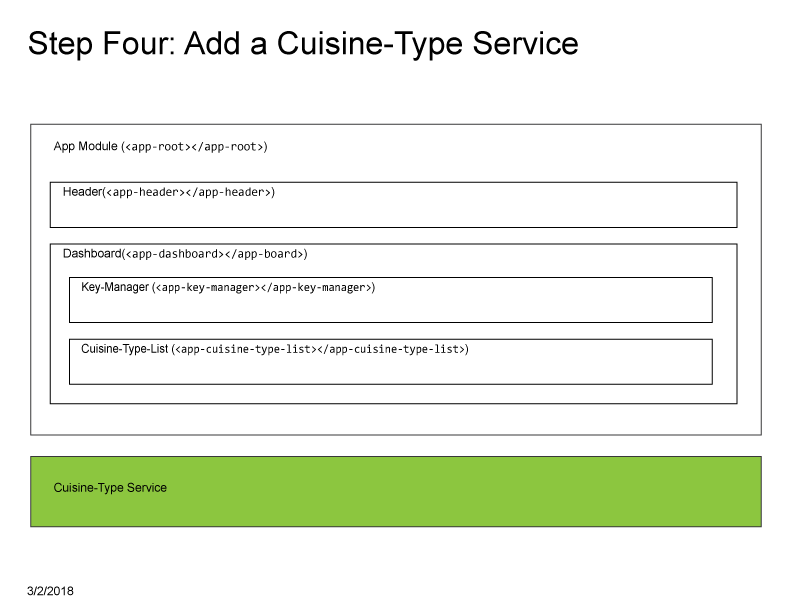 Step Four: Add a Cuisine-Type Service
App Module (<app-root></app-root>)
Header(<app-header></app-header>)
Dashboard(<app-dashboard></app-board>)
Key-Manager (<app-key-manager></app-key-manager>)
Cuisine-Type-List (<app-cuisine-type-list></app-cuisine-type-list>)
Cuisine-Type Service
3/2/2018